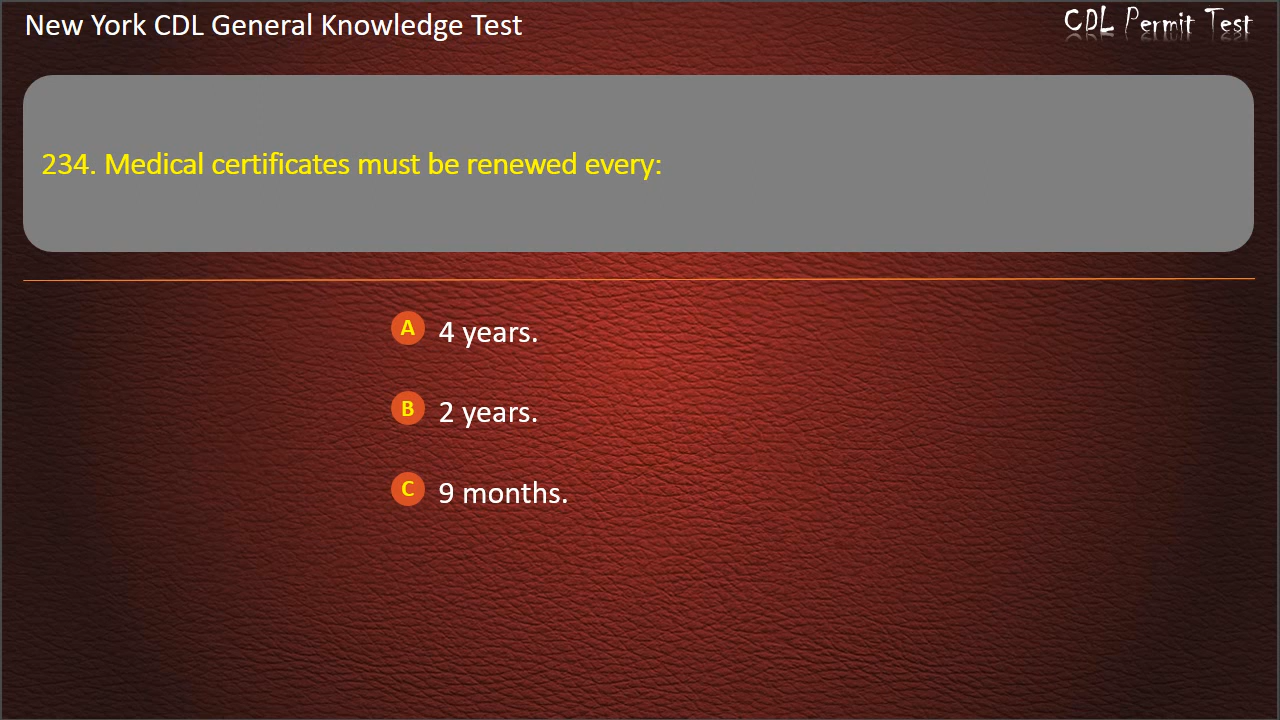 New York CDL General Knowledge Test
CDL Permit Test
234. Medical certificates must be renewed every:
A 4 years.
B 2 years.
C 9 months.